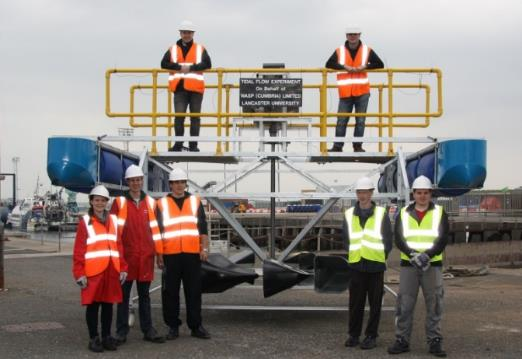 TIDAL FLOW EXPERIMENT
On Behalf of
WASP (CUMBRIA) LIMITED
LANCASTER UNIVERSITY